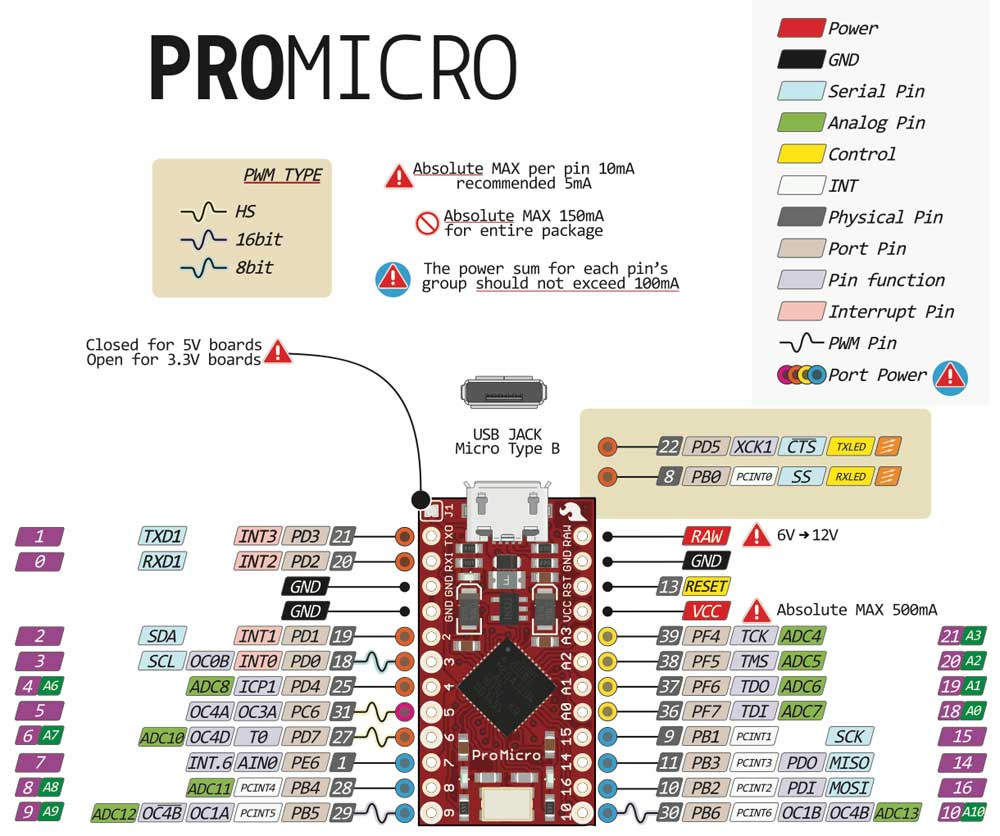 PROMICRO
Power
GND
Serial Pin
Analog Pin
Control
INT
Physical Pin
Port Pin
Pin function
Interrupt Pin
PWM Pin
Port Power
PWM TYPE
HS
16bit
8bit
Absolute MAX per pin 10mA
recommended 5mA
Absolute MAX 150mA
for entire package
The power sum for each pin's
group should not exceed 100mA
Closed for 5V boards
Open for 3.3V boards
USB JACK
Micro Type B
22 PD5 XCK1 CTS TXLED
8 PB0 PCINT0 SS RXLED
1 TXD1 INT3 PD3 21
0 RXD1 INT2 PD2 20
GND
GND
2 SDA INT1 PD1 19
3 SCL OC0B INT0 PD0 18
4 A6 ADC8 ICP1 PD4 25
5 OC4A OC3A PC6 31
6 A7 ADC10 OC4D T0 PD7 27
7 INT.6 AIN0 PE6 1
8 A8 ADC11 PCINT4 PB4 28
9 A9 ADC12 OC4B OC1A PCINT5 PB5 29
J1
TXO
RXI
GND
GND
2
3
4
5
6
7
8
9
ProMicro
RAW
GND
RST
VCC
A3
A2
A1
A0
15
14
16
10
RAW 6V→12V
GND
13 RESET
VCC Absolute MAX 500mA
39 PF4 TCK ADC4 21 A3
38 PF5 TMS ADC5 20 A2
37 PF6 TDO ADC6 19 A1
36 PF7 TDI ADC7 18 A0
9 PB1 PCINT1 SCK 15
11 PB3 PCINT3 PDO MISO 14
10 PB2 PCINT2 PDI MOSI 16
30 PB6 PCINT6 OC1B OC4B ADC13 10 A10